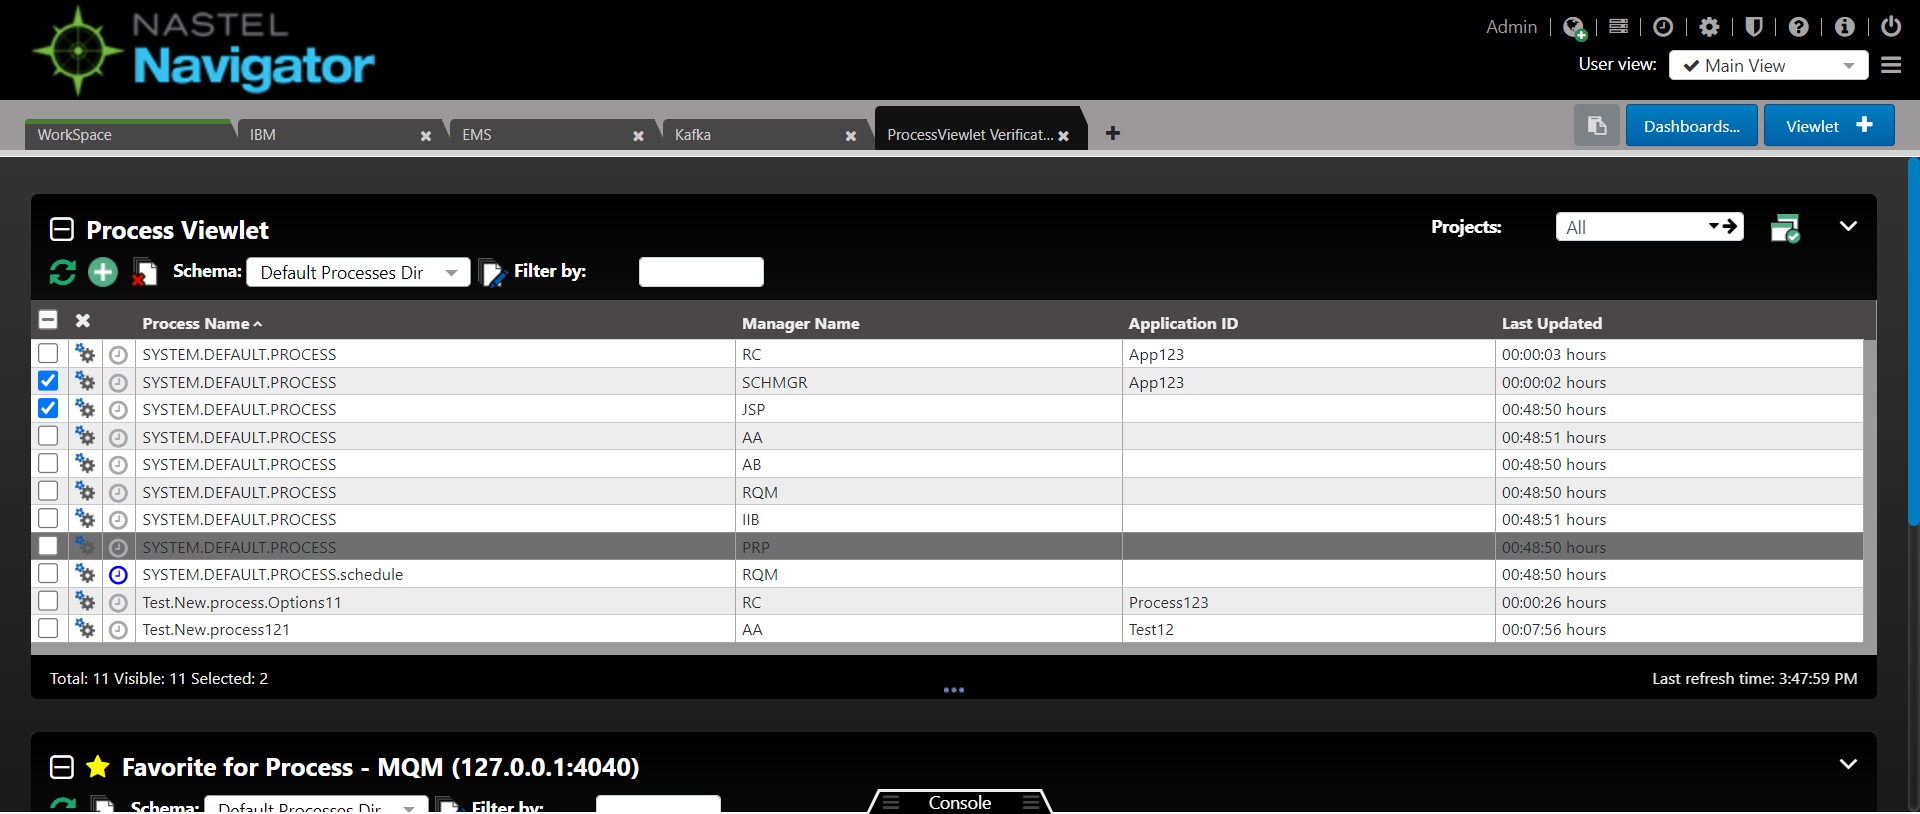 NASTEL
Navigator
Admin
User view: Main View
WorkSpace IBM EMS Kafka ProcessViewlet Verificat...
Dashboards... Viewlet
Process Viewlet
Projects: All
Schema: Default Processes Dir Filter by:
Process Name Manager Name Application ID Last Updated
SYSTEM.DEFAULT.PROCESS RC App123 00:00:03 hours
SYSTEM.DEFAULT.PROCESS SCHMGR App123 00:00:02 hours
SYSTEM.DEFAULT.PROCESS JSP 00:48:50 hours
SYSTEM.DEFAULT.PROCESS AA 00:48:51 hours
SYSTEM.DEFAULT.PROCESS AB 00:48:50 hours
SYSTEM.DEFAULT.PROCESS RQM 00:48:50 hours
SYSTEM.DEFAULT.PROCESS IIB 00:48:51 hours
SYSTEM.DEFAULT.PROCESS PRP 00:48:50 hours
SYSTEM.DEFAULT.PROCESS.schedule RQM 00:48:50 hours
Test.New.process.Options11 RC Process123 00:00:26 hours
Test.New.process121 AA Test12 00:07:56 hours
Total: 11 Visible: 11 Selected: 2
Last refresh time: 3:47:59 PM
Favorite for Process - MQM (127.0.0.1:4040)
Schema: Default Processes Dir Filter by:
Console